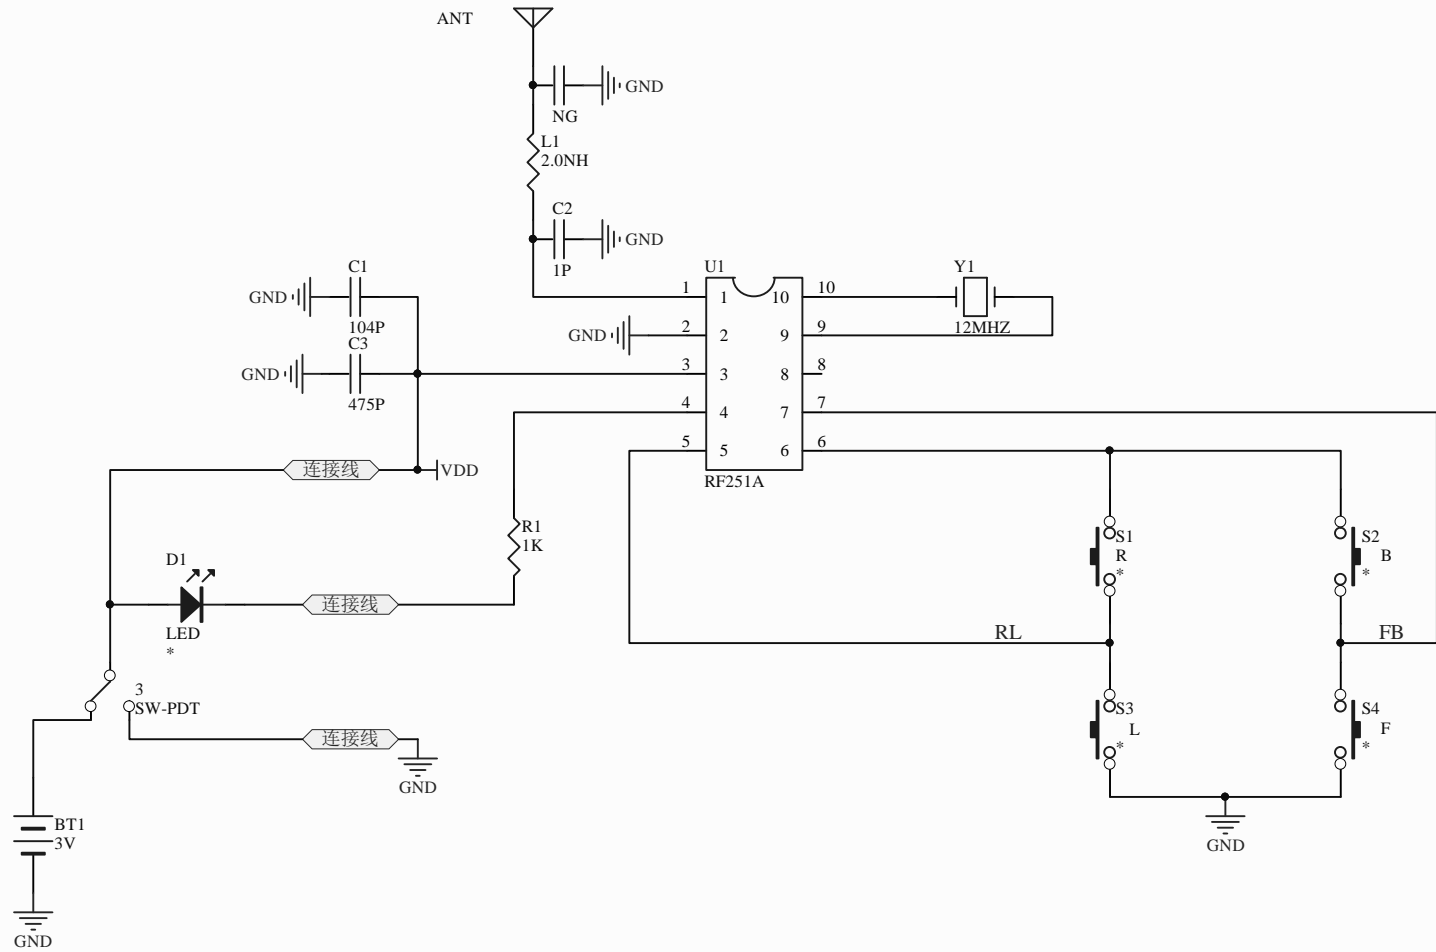 ANT
GND
NG
L1
2.0NH
C2
GND
1P
C1
GND
104P
C3
GND
475P
U1
1 1 10 10
GND 2 2 9 9
3 3 8 8
4 4 7 7
5 5 6 6
RF251A
Y1
12MHZ
连接线
VDD
R1
1K
D1
LED
*
连接线
3
SW-PDT
连接线
GND
BT1
3V
GND
S1
R
*
S2
B
*
RL
FB
S3
L
*
S4
F
*
GND